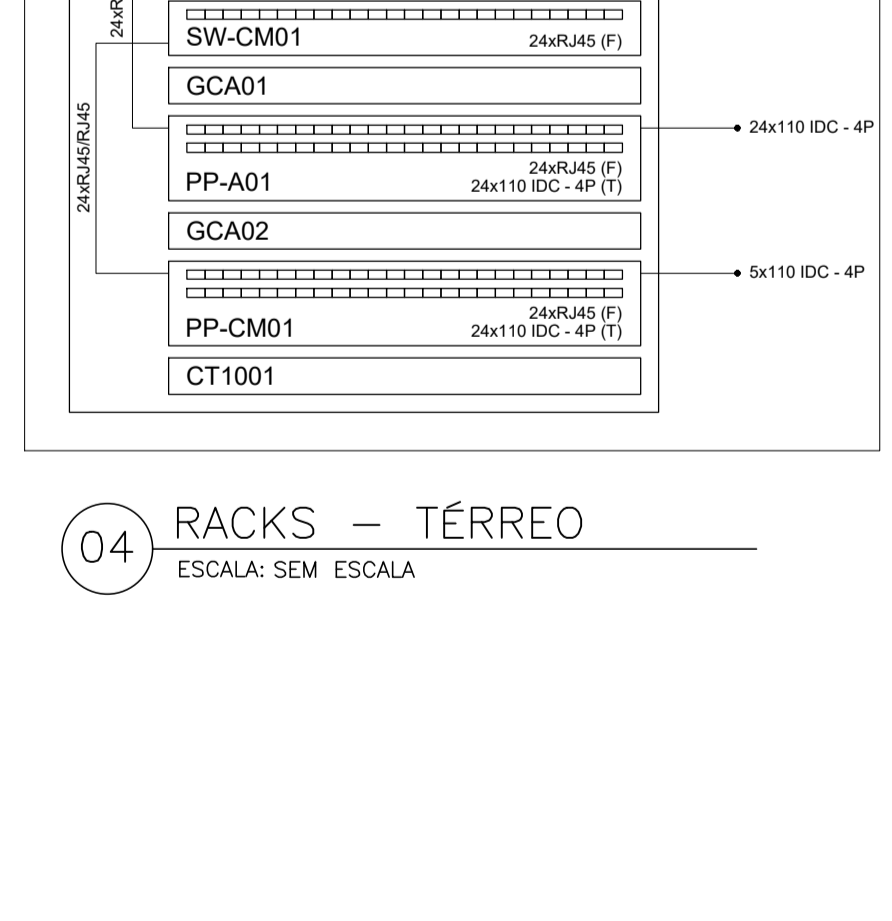 24xR
SW-CM01
24xRJ45 (F)
GCA01
24xRJ45/RJ45
24x110 IDC - 4P
PP-A01
24xRJ45 (F)
24x110 IDC - 4P (T)
GCA02
5x110 IDC - 4P
PP-CM01
24xRJ45 (F)
24x110 IDC - 4P (T)
CT1001
04
RACKS – TÉRREO
ESCALA: SEM ESCALA